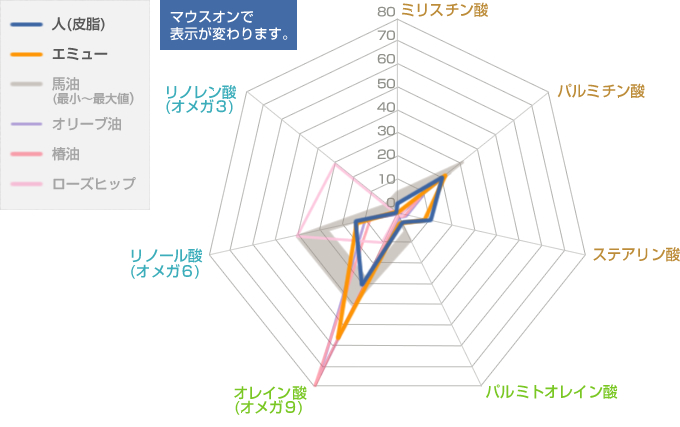 人(皮脂)
エミュー
馬油
(最小〜最大値)
オリーブ油
椿油
ローズヒップ
マウスオンで
表示が変わります。
80
70
60
50
40
30
20
10
0
ミリスチン酸
パルミチン酸
ステアリン酸
パルミトオレイン酸
オレイン酸
(オメガ9)
リノール酸
(オメガ6)
リノレン酸
(オメガ3)